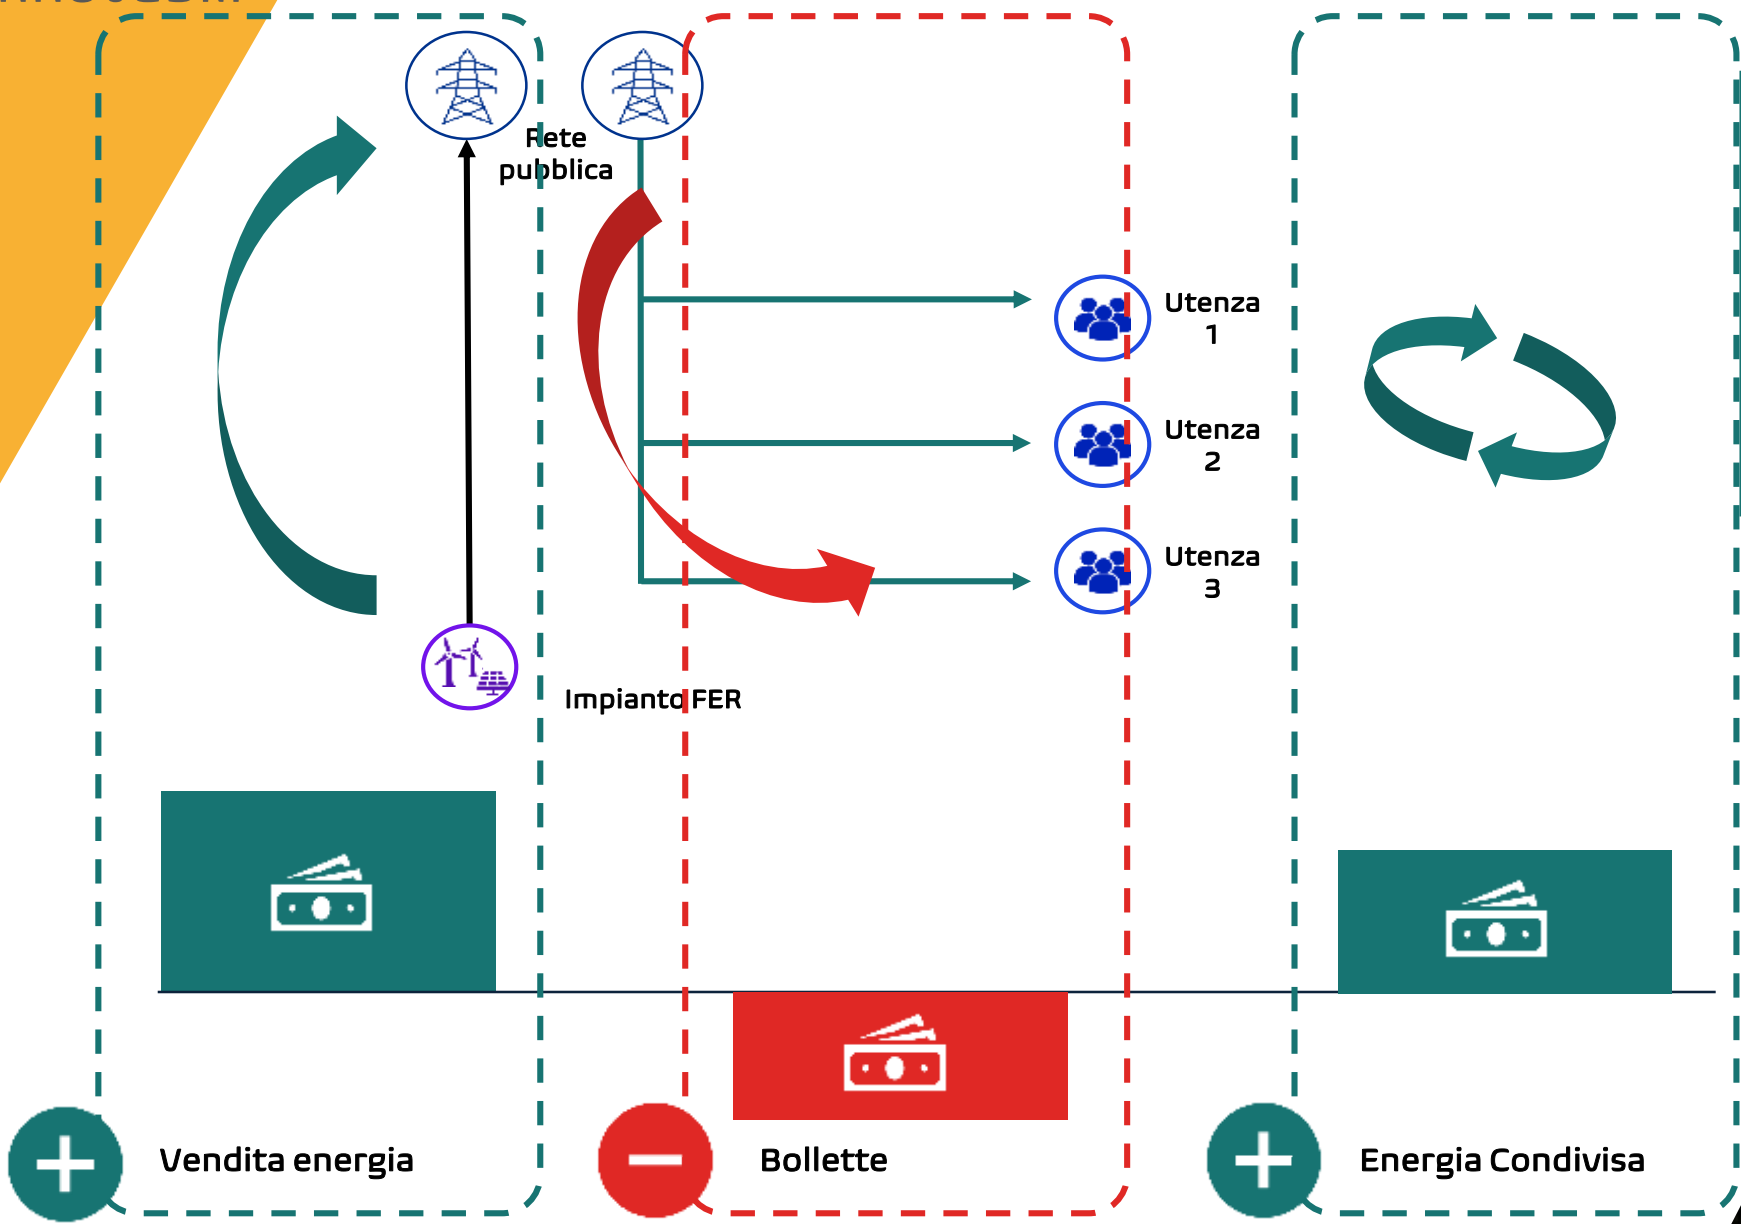 Rete
pubblica
Utenza
1
Utenza
2
Utenza
3
Impianto FER
Vendita energia
Bollette
Energia Condivisa